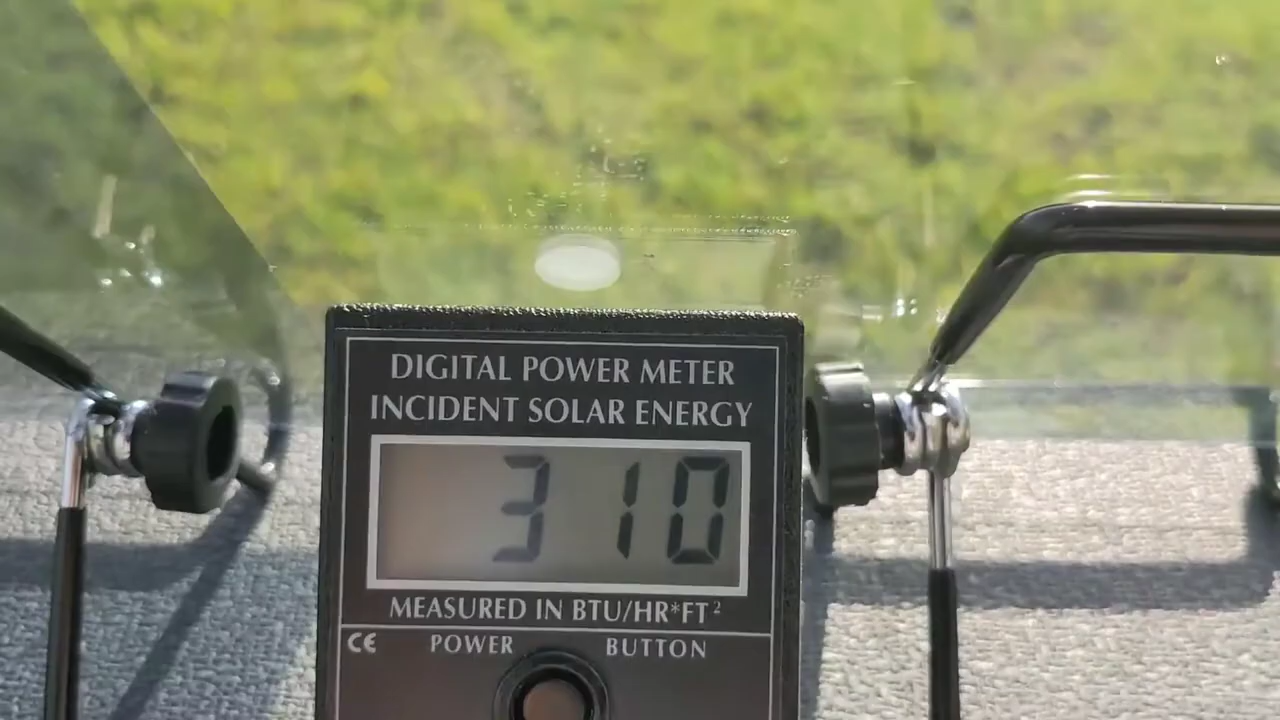 DIGITAL POWER METER
INCIDENT SOLAR ENERGY
310
MEASURED IN BTU/HR*FT²
CE POWER BUTTON